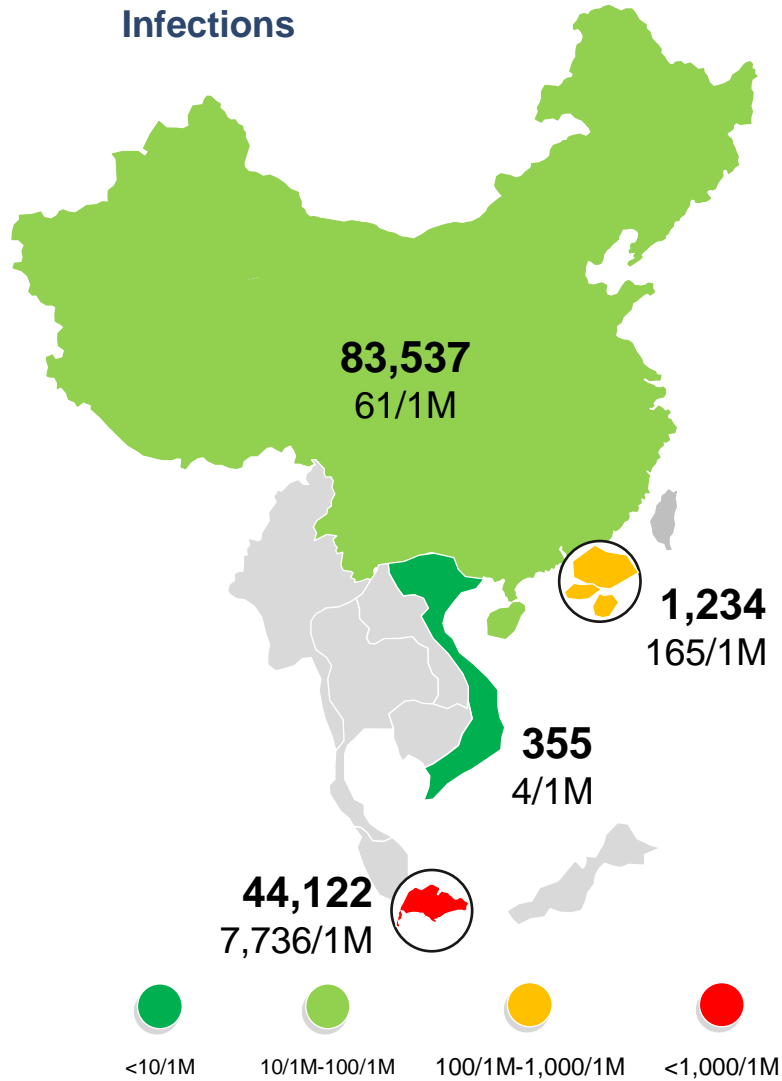 Infections
83,537
61/1M
1,234
165/1M
355
4/1M
44,122
7,736/1M
<10/1M
10/1M-100/1M
100/1M-1,000/1M
<1,000/1M